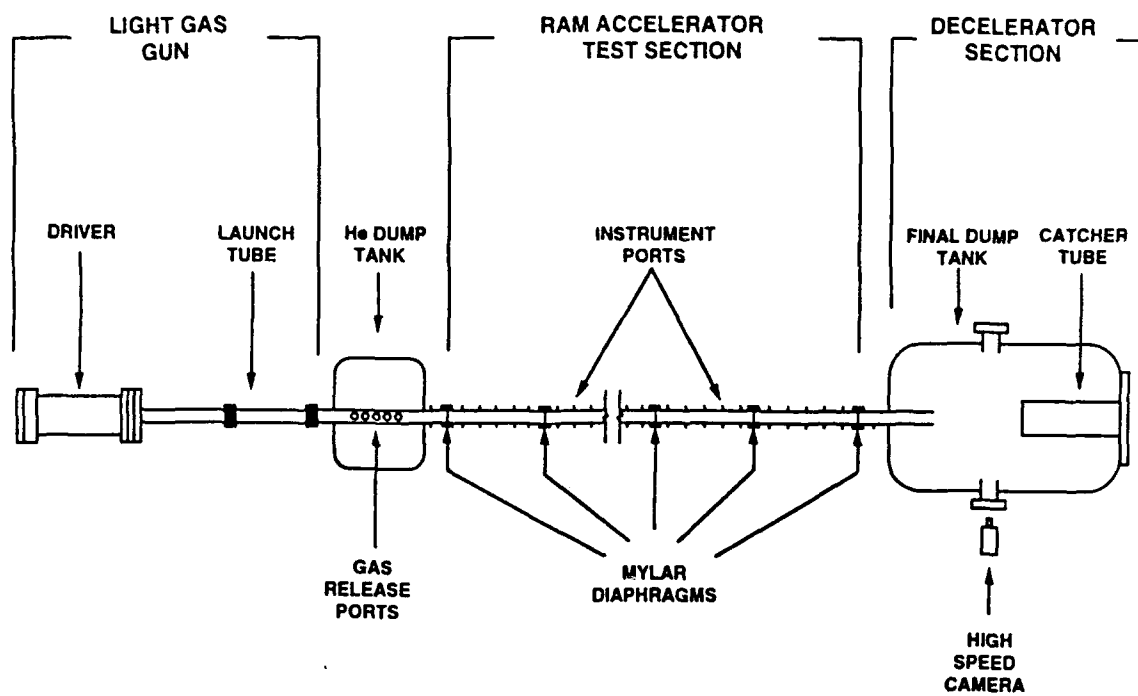 LIGHT GAS
GUN
RAM ACCELERATOR
TEST SECTION
DECELERATOR
SECTION
DRIVER
LAUNCH
TUBE
He DUMP
TANK
INSTRUMENT
PORTS
FINAL DUMP
TANK
CATCHER
TUBE
GAS
RELEASE
PORTS
MYLAR
DIAPHRAGMS
HIGH
SPEED
CAMERA